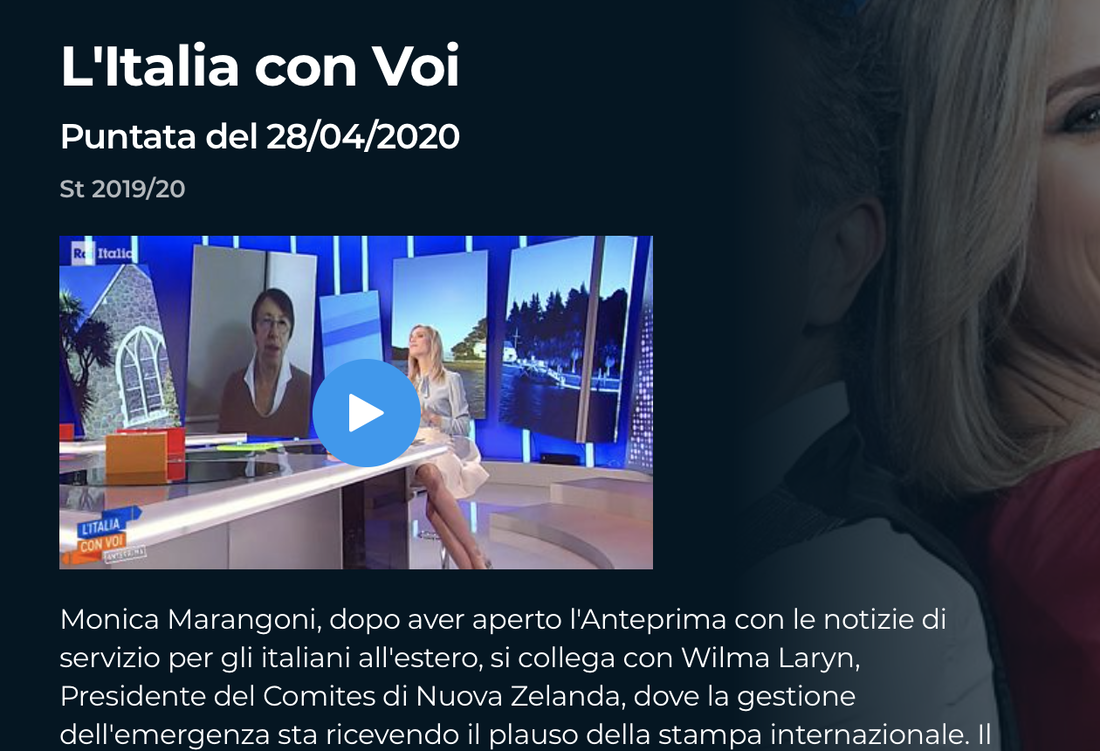 L'Italia con Voi
Puntata del 28/04/2020
St 2019/20
Rai Italia
L'ITALIA
CON VOI
ANTEPRIMA
Monica Marangoni, dopo aver aperto l'Anteprima con le notizie di
servizio per gli italiani all'estero, si collega con Wilma Laryn,
Presidente del Comites di Nuova Zelanda, dove la gestione
dell'emergenza sta ricevendo il plauso della stampa internazionale. Il